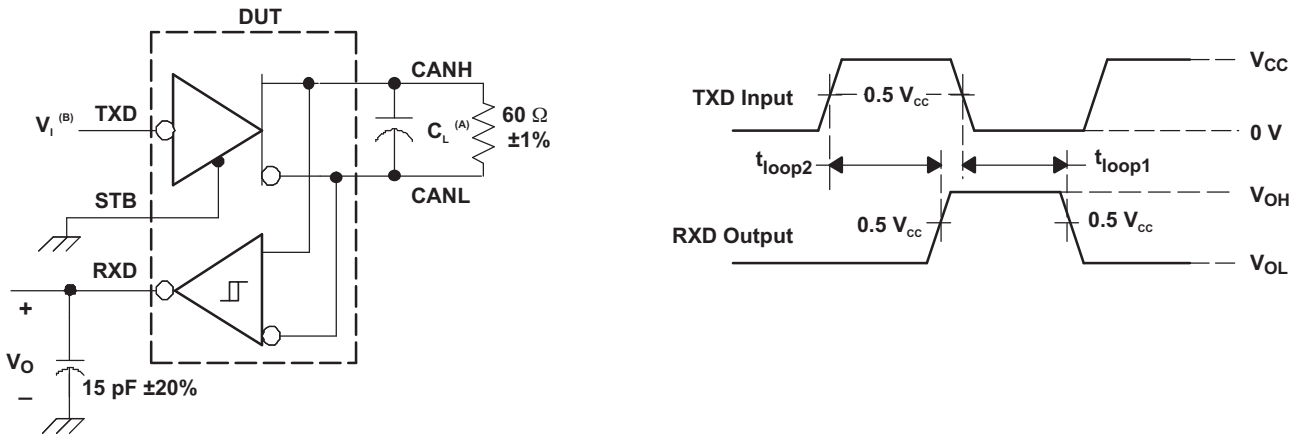 DUT
CANH
TXD
V_I (B)
C_L (A)
60 Ω
±1%
STB
CANL
RXD
+
V_O
–
15 pF ±20%
V_CC
TXD Input
0.5 V_CC
0 V
t_loop2
t_loop1
V_OH
RXD Output
0.5 V_CC
0.5 V_CC
V_OL